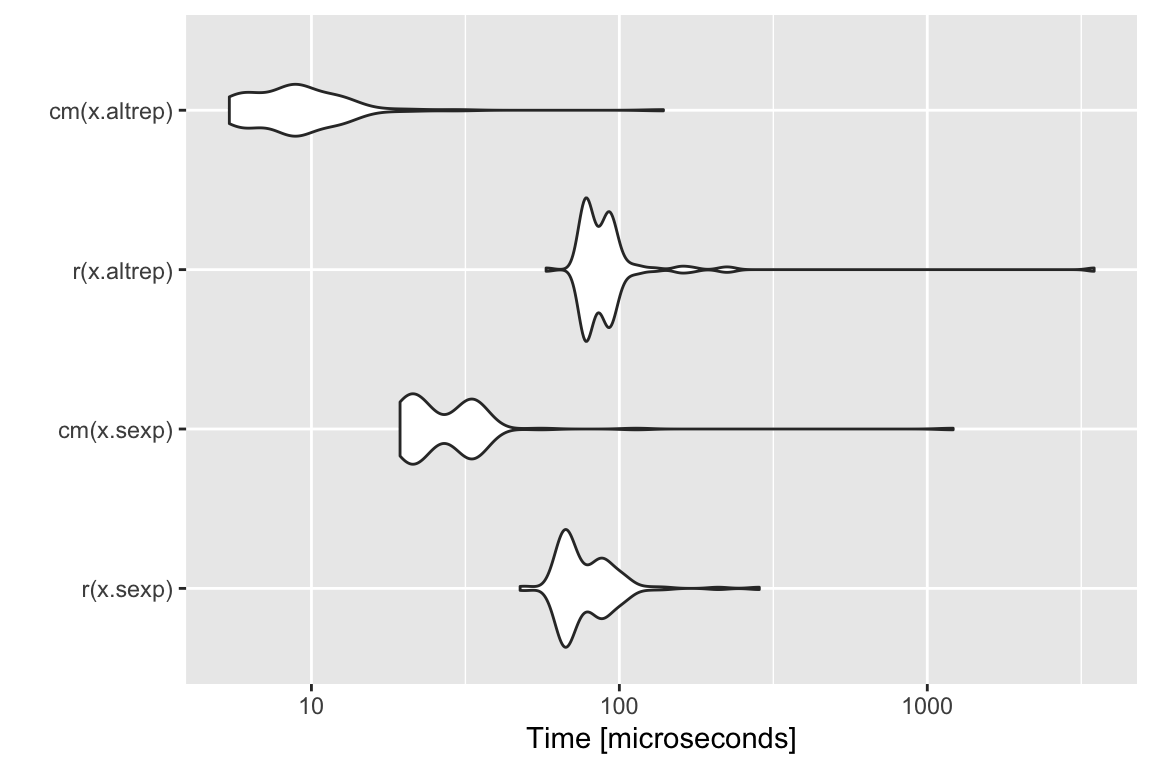 cm(x.altrep)
r(x.altrep)
cm(x.sexp)
r(x.sexp)
10 100 1000
Time [microseconds]